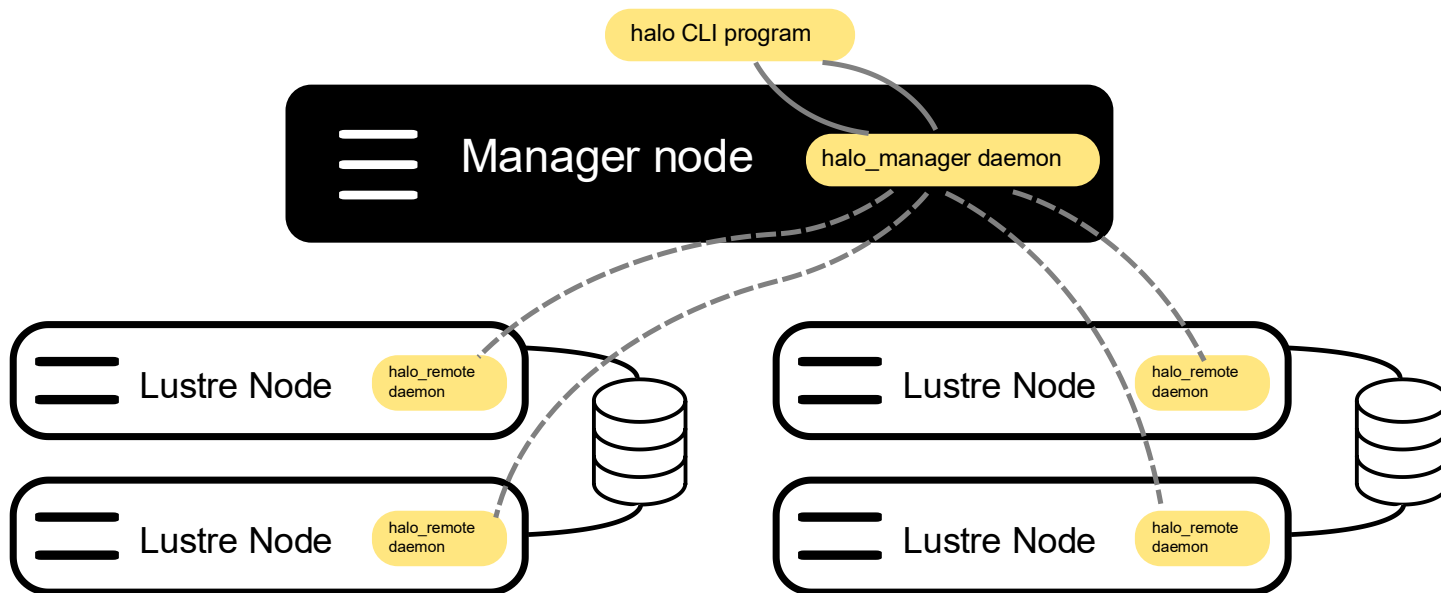 halo CLI program
Manager node
halo_manager daemon
Lustre Node
halo_remote
daemon
Lustre Node
halo_remote
daemon
Lustre Node
halo_remote
daemon
Lustre Node
halo_remote
daemon